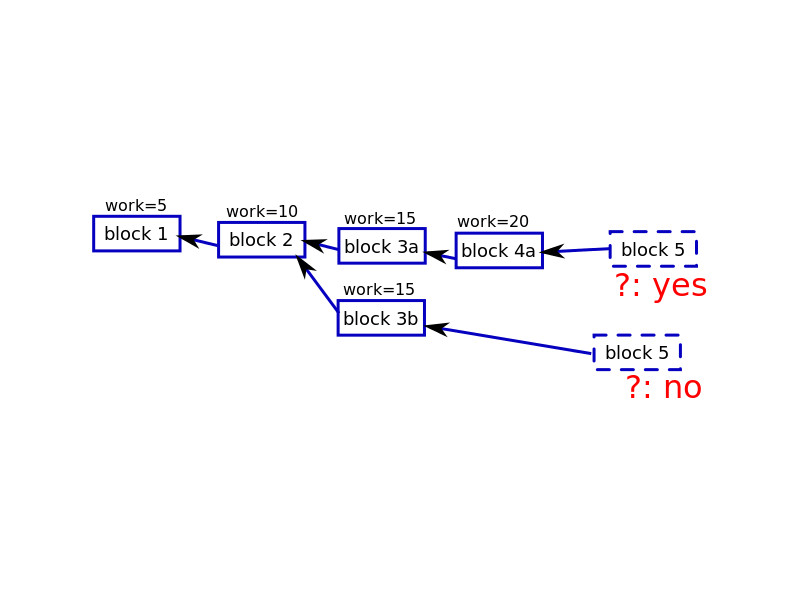 work=5
block 1
work=10
block 2
work=15
block 3a
work=20
block 4a
block 5
?: yes
work=15
block 3b
block 5
?: no